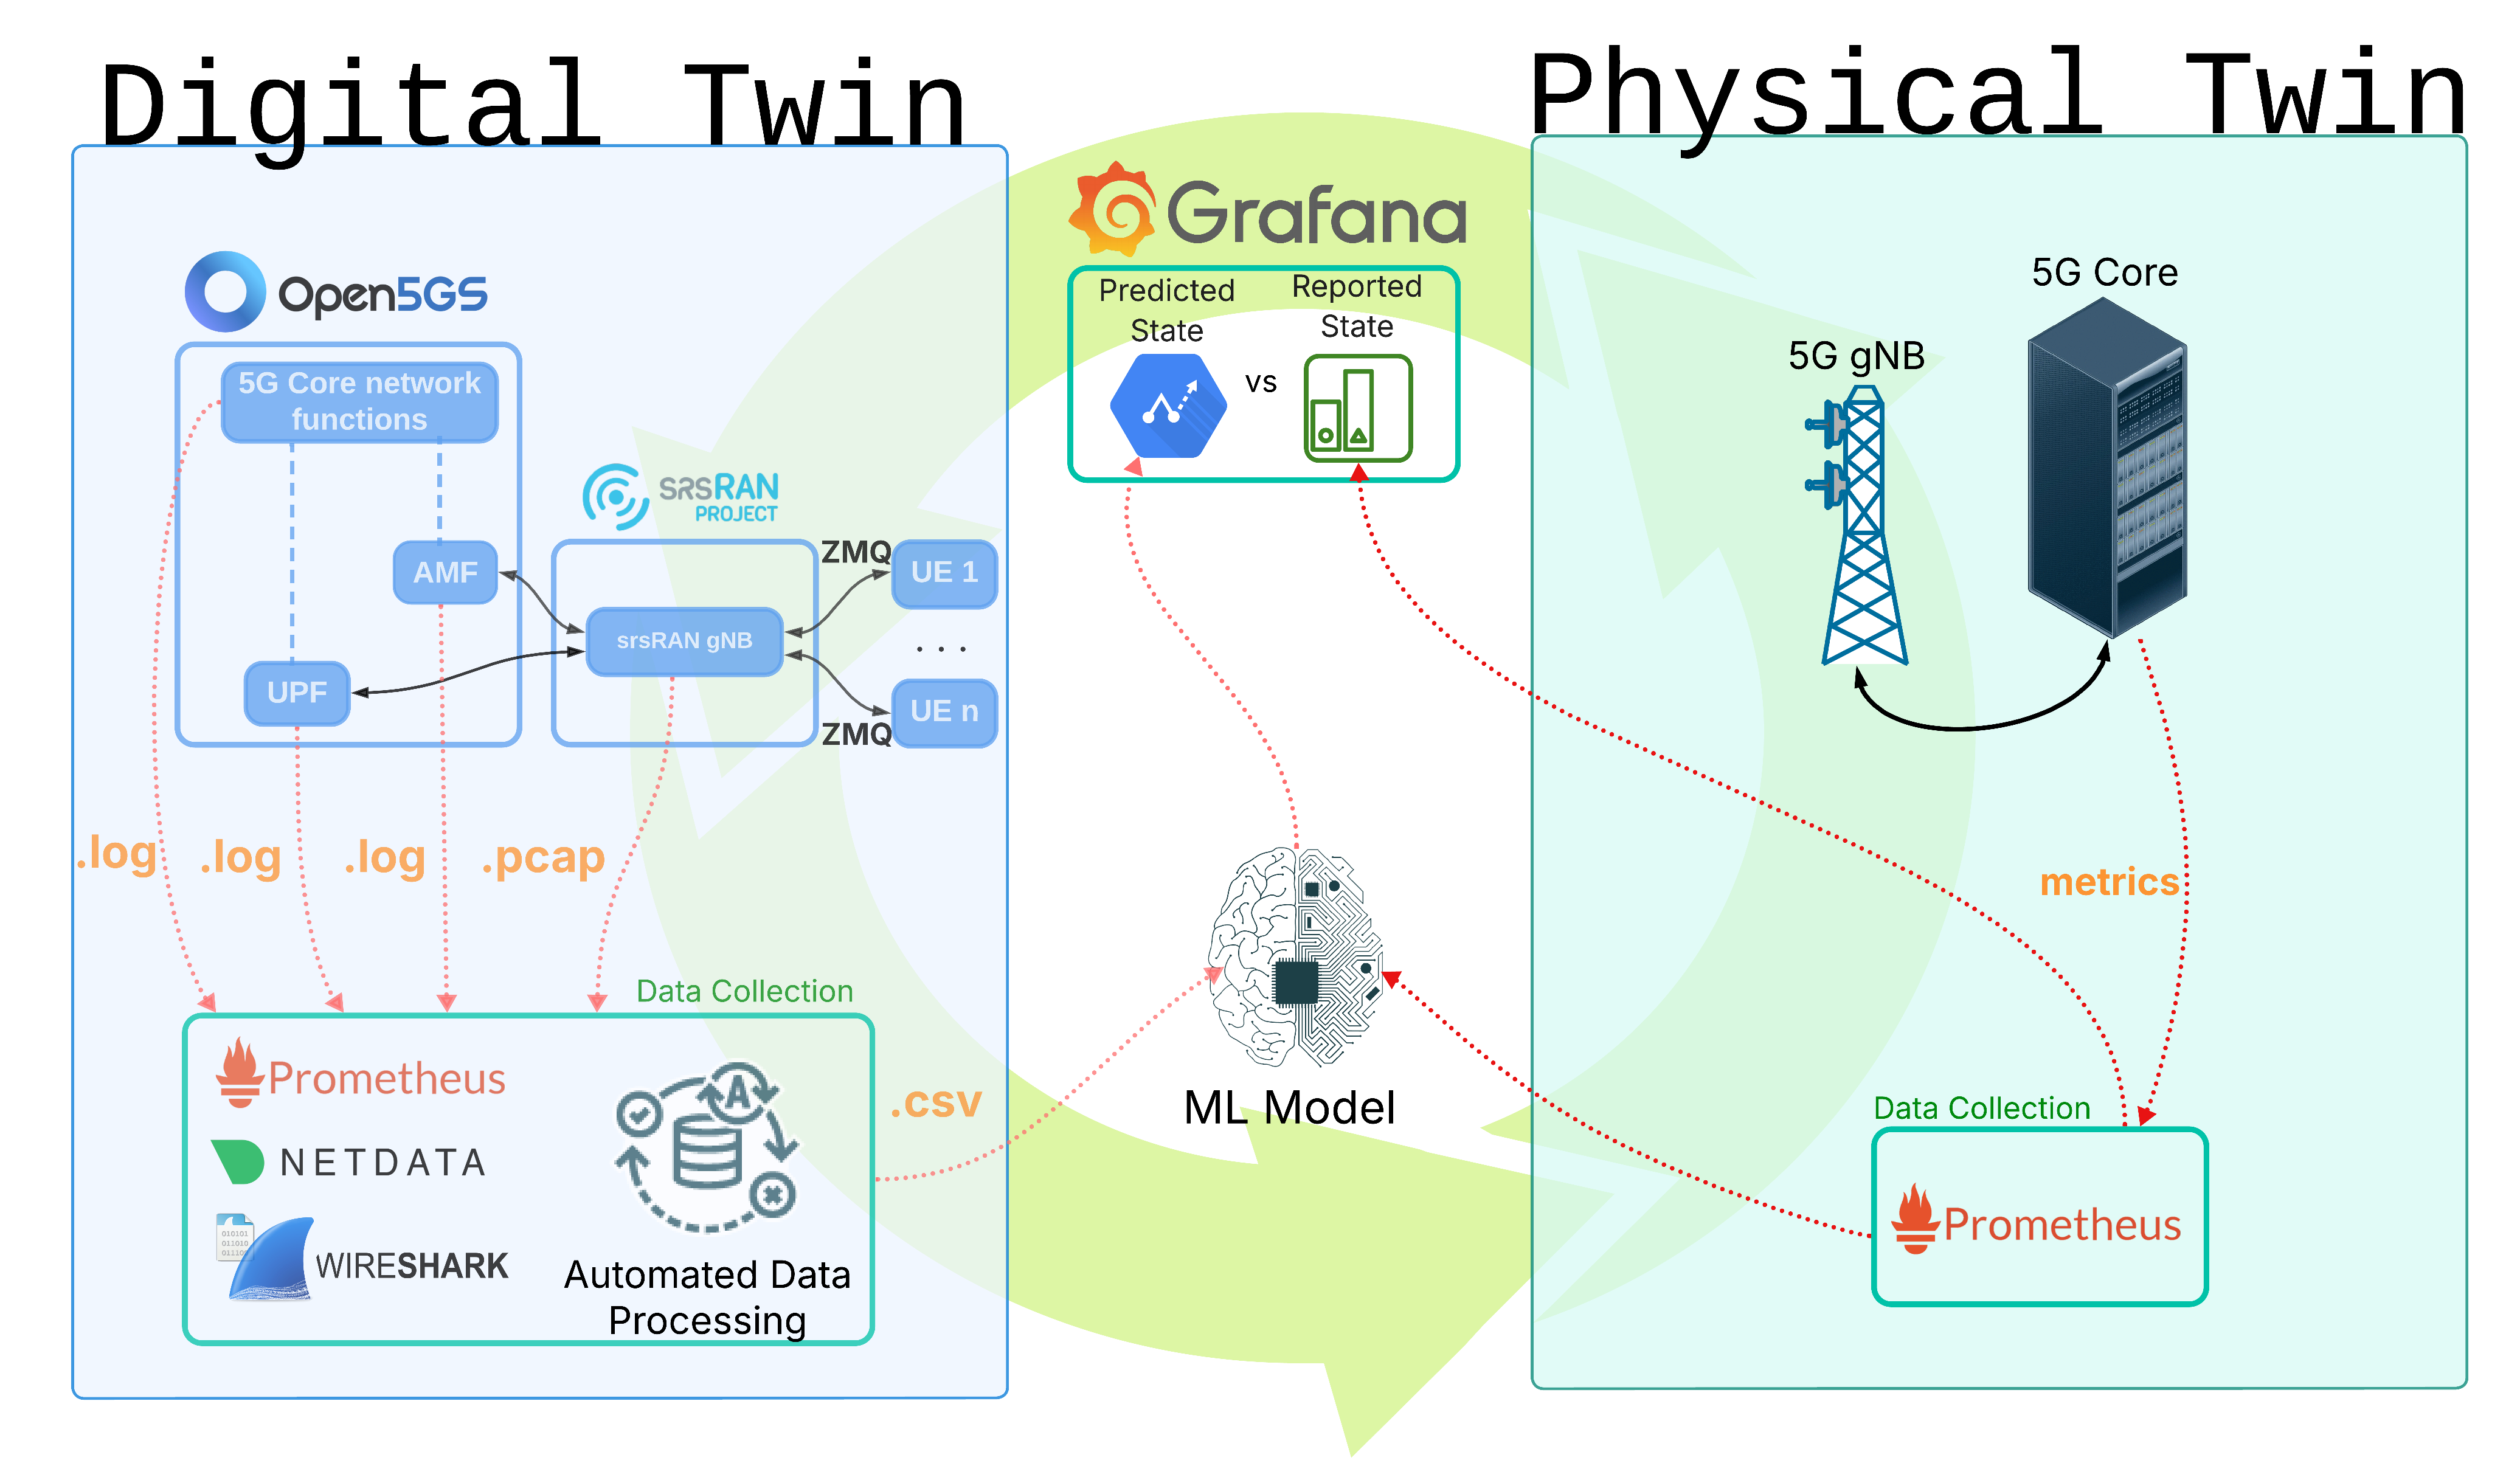 Digital Twin
Physical Twin
Grafana
Predicted
State
vs
Reported
State
Open5GS
5G Core network
functions
AMF
UPF
srsRAN
PROJECT
srsRAN gNB
ZMQ
UE 1
. . .
ZMQ
UE n
.log
.log
.log
.pcap
Data Collection
Prometheus
NETDATA
010101
011010
WIRESHARK
A
Automated Data
Processing
.csv
ML Model
5G Core
5G gNB
metrics
Data Collection
Prometheus